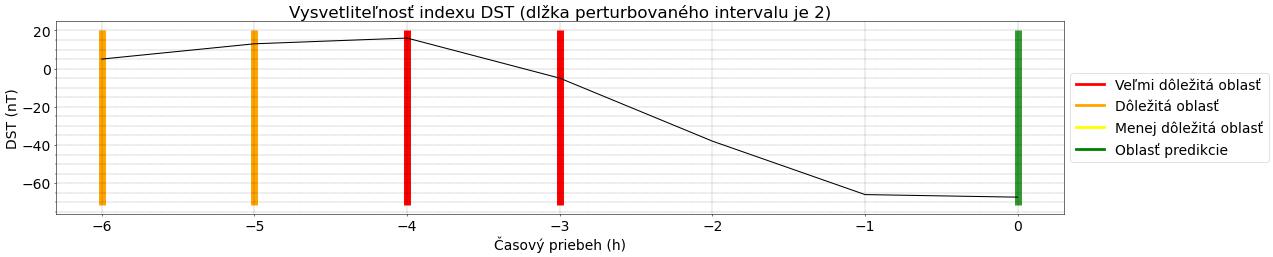 Vysvetliteľnosť indexu DST (dĺžka perturbovaného intervalu je 2)
20
0
−20
−40
−60
DST (nT)
−6 −5 −4 −3 −2 −1 0
Časový priebeh (h)
Veľmi dôležitá oblasť
Dôležitá oblasť
Menej dôležitá oblasť
Oblasť predikcie